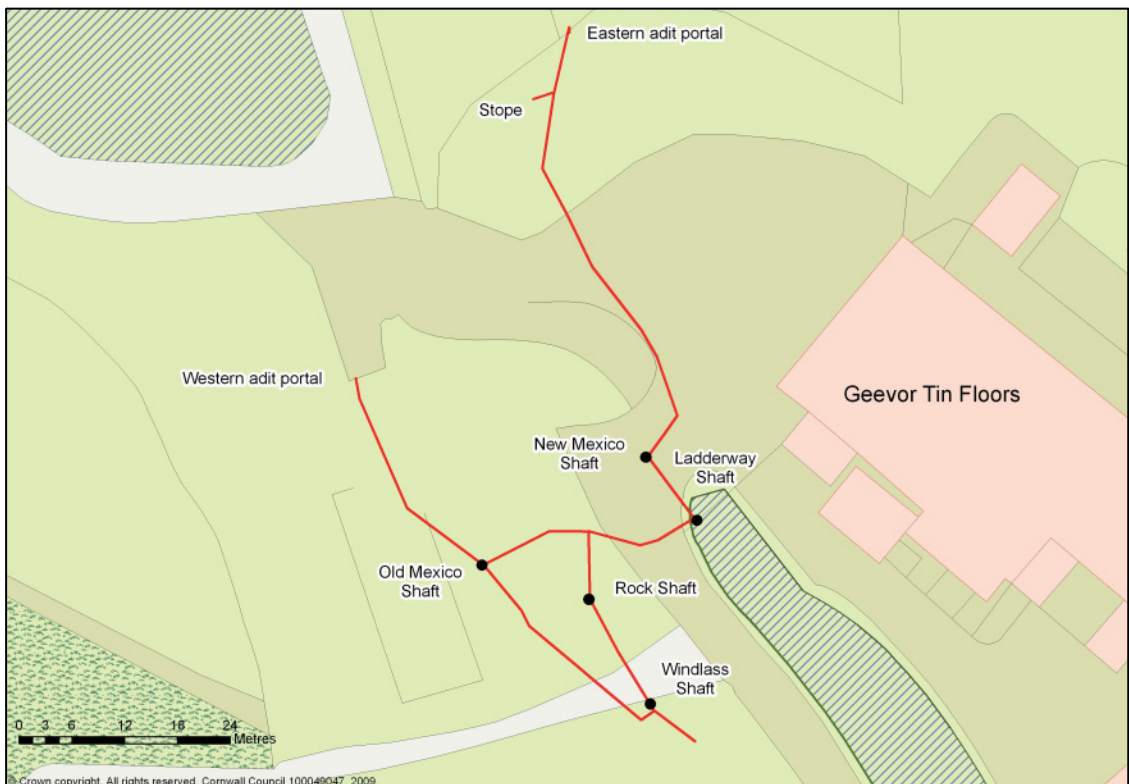 Eastern adit portal
Stope
Western adit portal
Geevor Tin Floors
New Mexico
Shaft
Ladderway
Shaft
Old Mexico
Shaft
Rock Shaft
Windlass
Shaft
0 3 6 12 18 24
Metres
© Crown copyright. All rights reserved. Cornwall Council 100049047, 2009